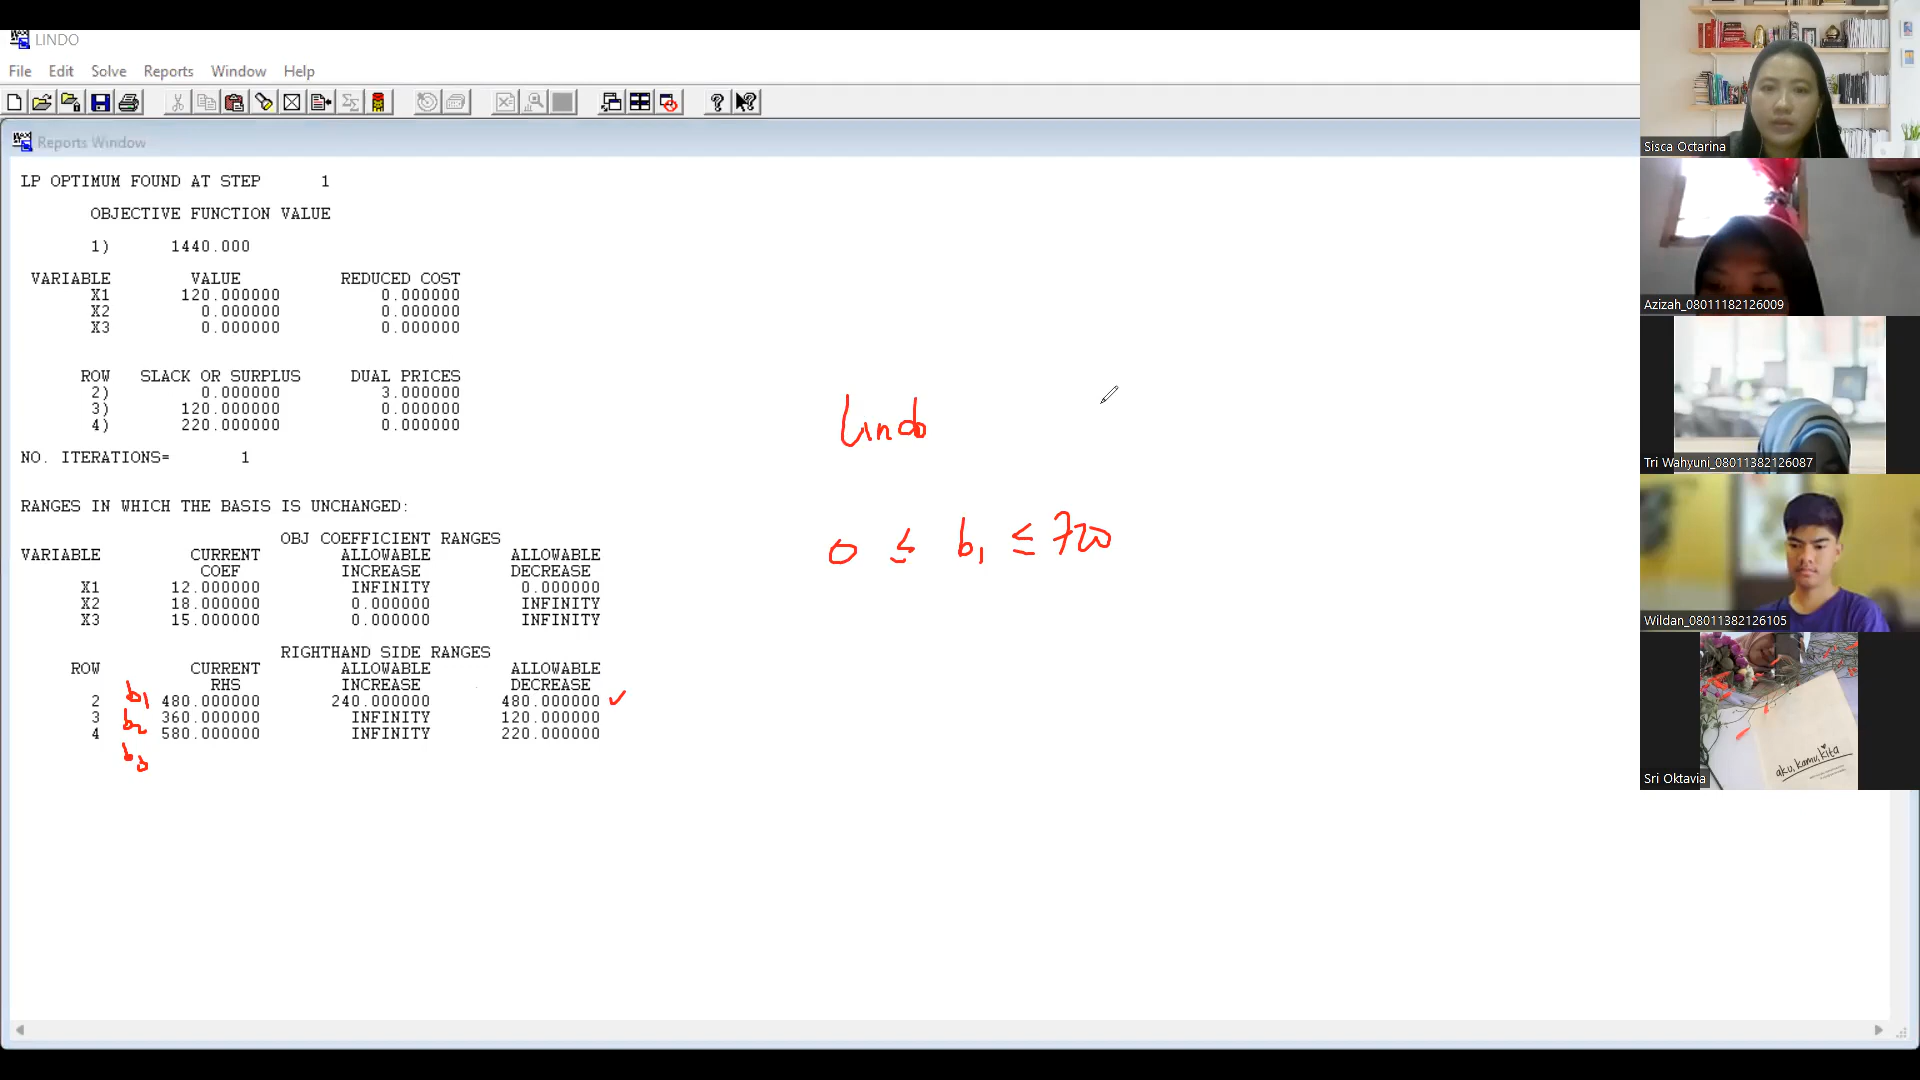 LINDO
File Edit Solve Reports Window Help
Reports Window
LP OPTIMUM FOUND AT STEP 1
OBJECTIVE FUNCTION VALUE
1) 1440.000
VARIABLE VALUE REDUCED COST
X1 120.000000 0.000000
X2 0.000000 0.000000
X3 0.000000 0.000000
ROW SLACK OR SURPLUS DUAL PRICES
2) 0.000000 3.000000
3) 120.000000 0.000000
4) 220.000000 0.000000
NO. ITERATIONS= 1
RANGES IN WHICH THE BASIS IS UNCHANGED:
OBJ COEFFICIENT RANGES
VARIABLE CURRENT ALLOWABLE ALLOWABLE
COEF INCREASE DECREASE
X1 12.000000 INFINITY 0.000000
X2 18.000000 0.000000 INFINITY
X3 15.000000 0.000000 INFINITY
RIGHTHAND SIDE RANGES
ROW CURRENT ALLOWABLE ALLOWABLE
RHS INCREASE DECREASE
2 b1 480.000000 240.000000 480.000000 ✓
3 b2 360.000000 INFINITY 120.000000
4 580.000000 INFINITY 220.000000
b3
Lindo
0 ≤ b1 ≤ 720
Sisca Octarina
Azizah_08011182126009
Tri Wahyuni_08011382126087
Wildan_08011382126105
aku, kamu, kita
Sri Oktavia